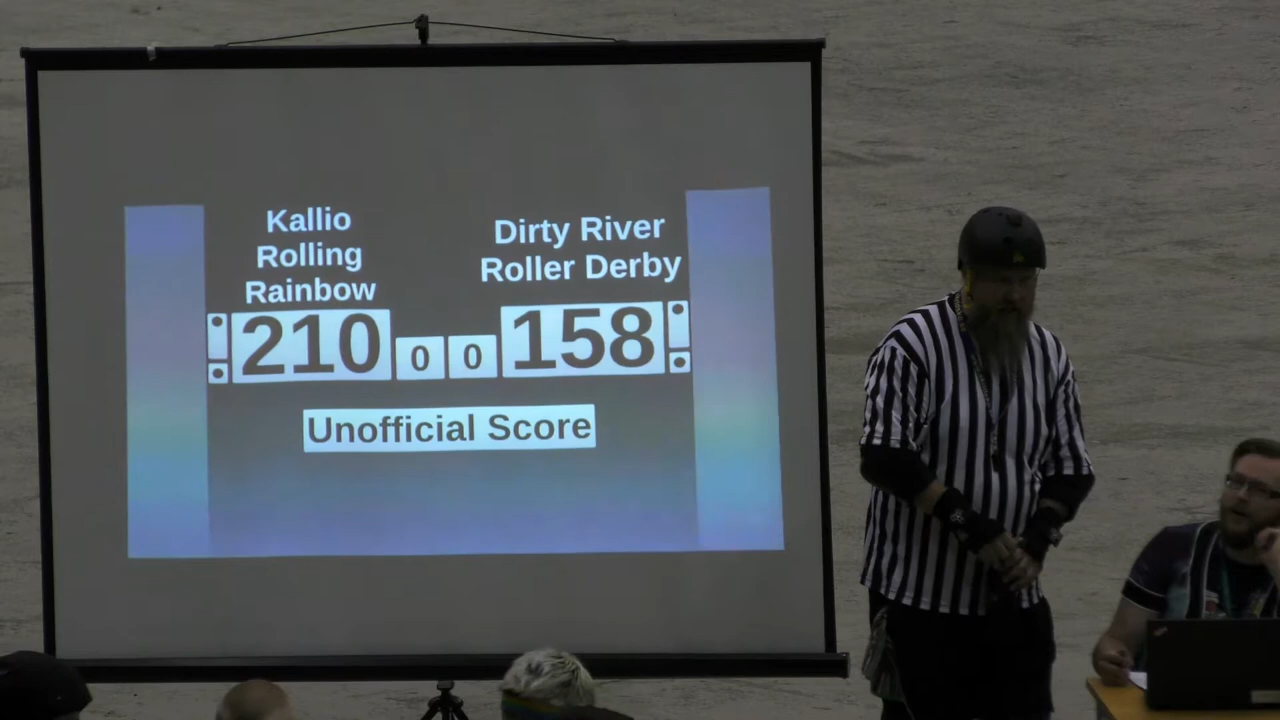 Kallio
Rolling
Rainbow
Dirty River
Roller Derby
210 0 0 158
Unofficial Score